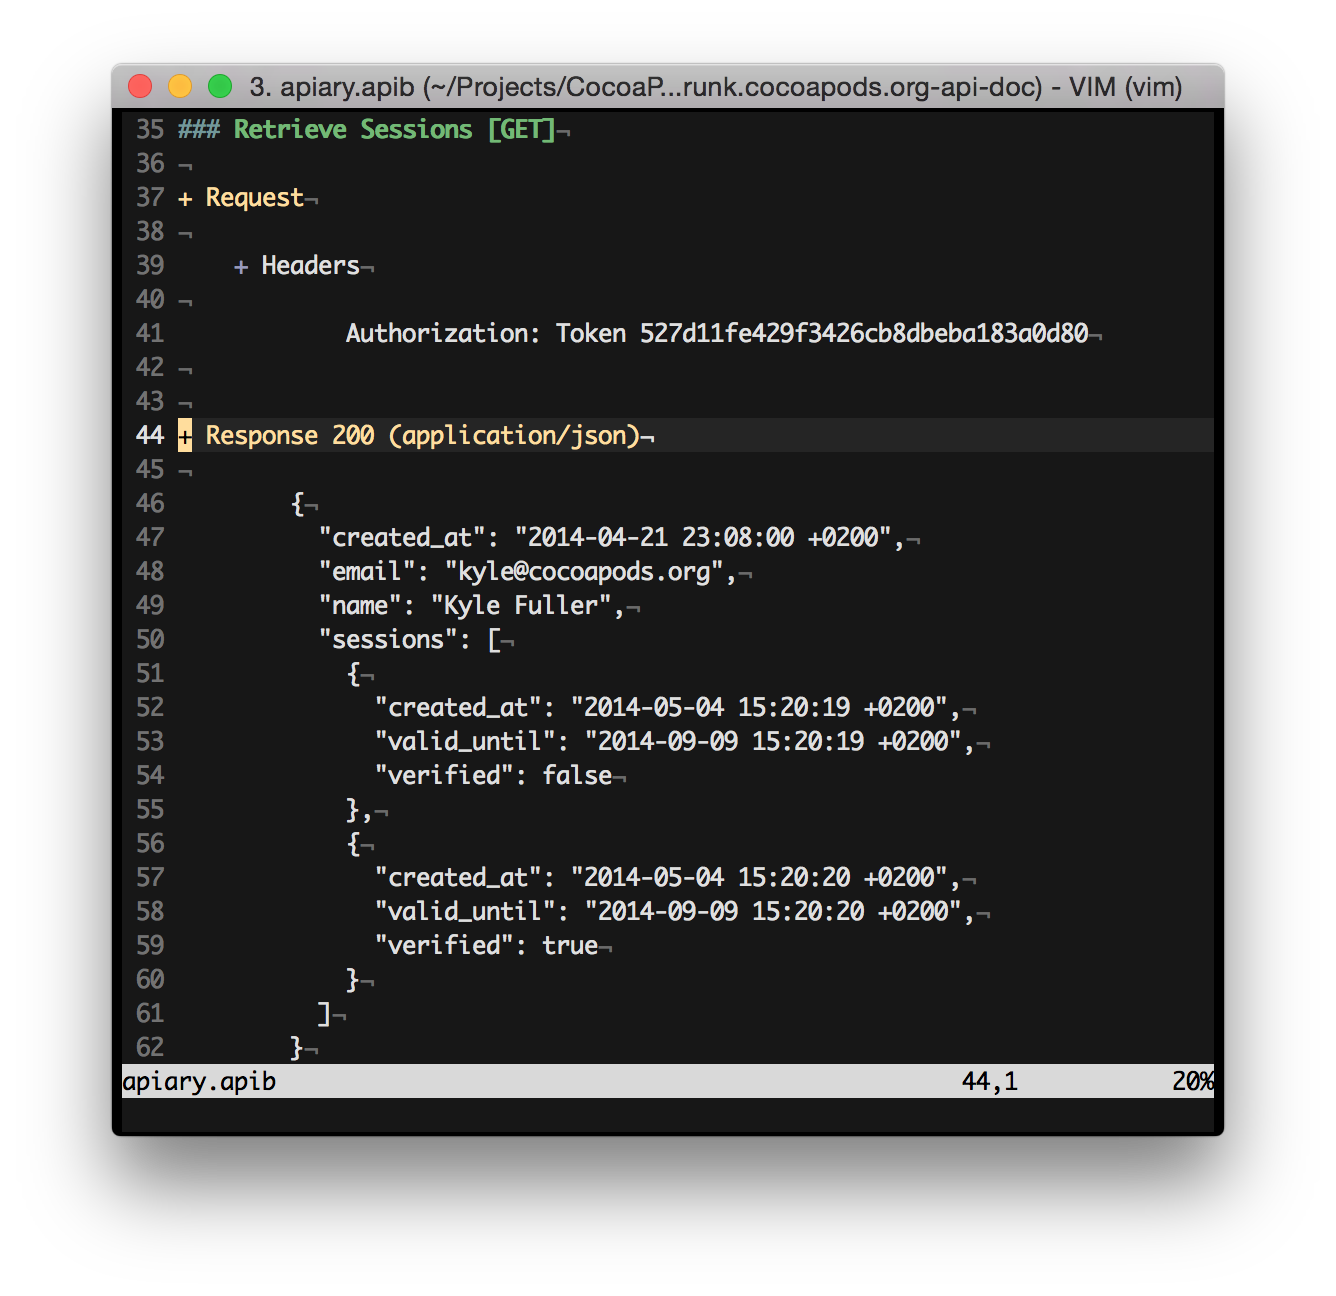 3. apiary.apib (~/Projects/CocoaP...runk.cocoapods.org-api-doc) - VIM (vim)
35 ### Retrieve Sessions [GET]¬
36 ¬
37 + Request¬
38 ¬
39     + Headers¬
40 ¬
41             Authorization: Token 527d11fe429f3426cb8dbeba183a0d80¬
42 ¬
43 ¬
44 + Response 200 (application/json)¬
45 ¬
46         {¬
47           "created_at": "2014-04-21 23:08:00 +0200",¬
48           "email": "kyle@cocoapods.org",¬
49           "name": "Kyle Fuller",¬
50           "sessions": [¬
51             {¬
52               "created_at": "2014-05-04 15:20:19 +0200",¬
53               "valid_until": "2014-09-09 15:20:19 +0200",¬
54               "verified": false¬
55             },¬
56             {¬
57               "created_at": "2014-05-04 15:20:20 +0200",¬
58               "valid_until": "2014-09-09 15:20:20 +0200",¬
59               "verified": true¬
60             }¬
61           ]¬
62         }¬
apiary.apib 44,1 20%